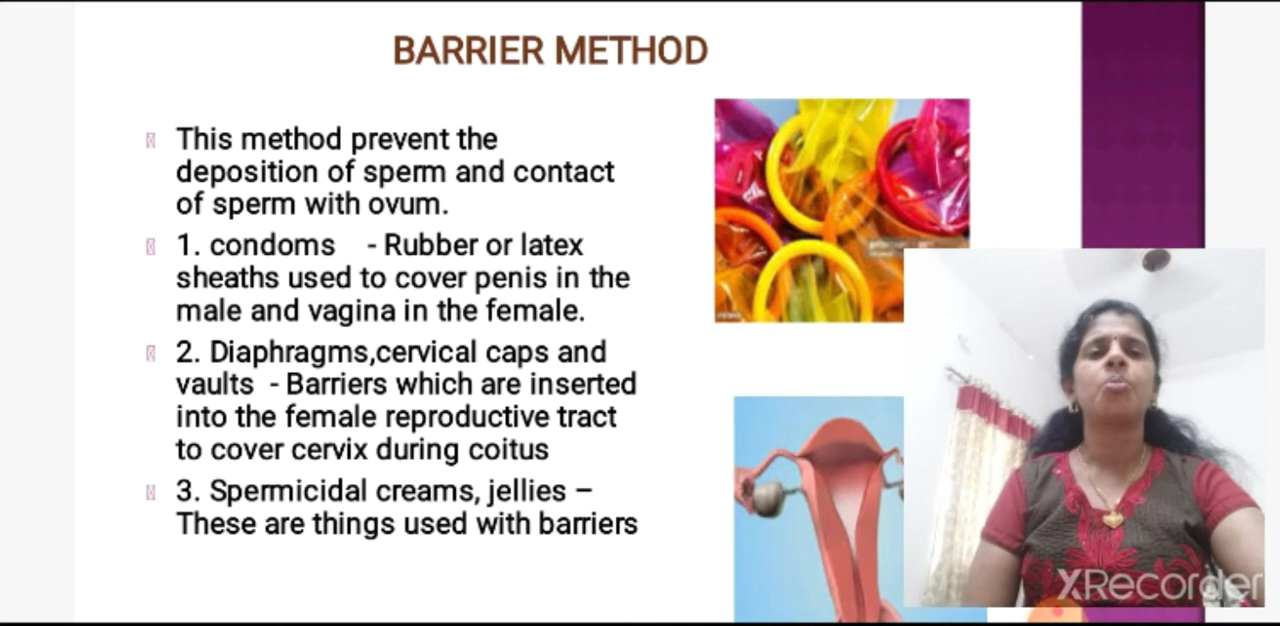 BARRIER METHOD
This method prevent the
deposition of sperm and contact
of sperm with ovum.
1. condoms - Rubber or latex
sheaths used to cover penis in the
male and vagina in the female.
2. Diaphragms,cervical caps and
vaults - Barriers which are inserted
into the female reproductive tract
to cover cervix during coitus
3. Spermicidal creams, jellies –
These are things used with barriers
XRecorder